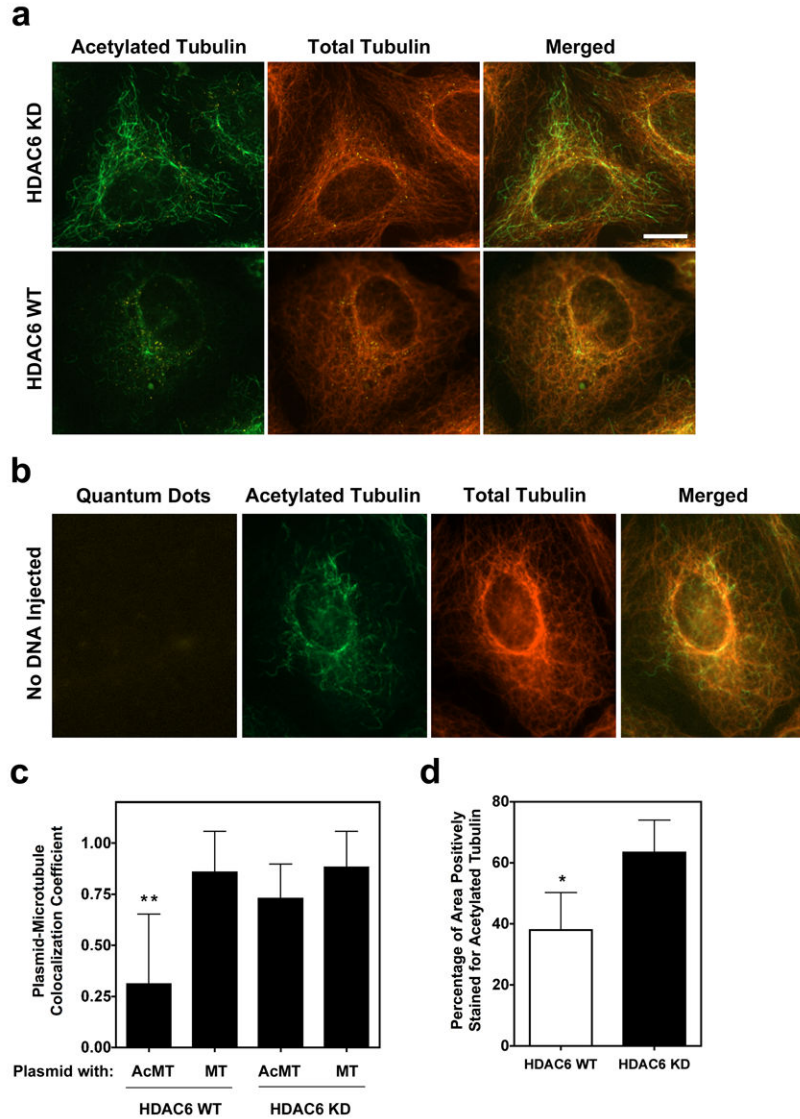 a
Acetylated Tubulin Total Tubulin Merged
HDAC6 KD
HDAC6 WT
b
Quantum Dots Acetylated Tubulin Total Tubulin Merged
No DNA Injected
c
Plasmid-Microtubule
Colocalization Coefficient
1.00
0.75
0.50
0.25
0.00
**
Plasmid with: AcMT MT AcMT MT
HDAC6 WT HDAC6 KD
d
Percentage of Area Positively
Stained for Acetylated Tubulin
80
60
40
20
0
*
HDAC6 WT HDAC6 KD